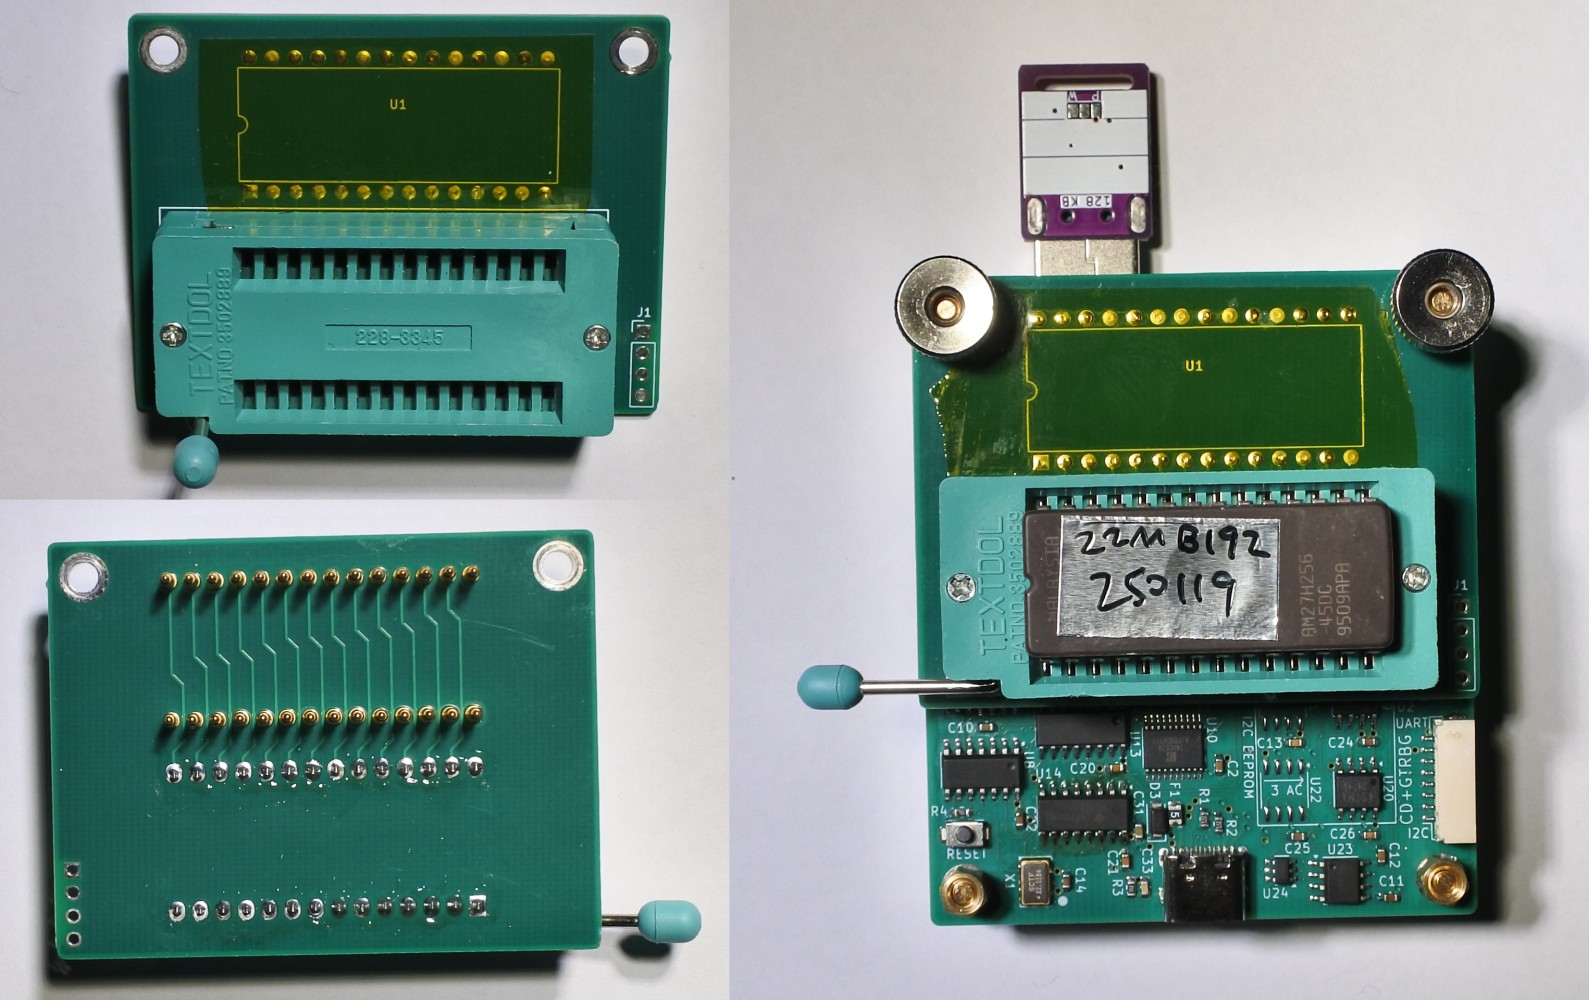 U1
TEXTOOL
PAT.NO.3502889
228-3345
J1
P
W
128 KB
U1
TEXTOOL
PAT.NO.3502889
22M B192
250119
AM27H256
-45DC
9509APA
J1
C10
U13
U10
I2C EEPROM
C13
C24
UART
U14
C20
C2
3 AC
U22
U20
CD+GTRBG
R4
D3
F1
C31
R1
R2
RESET
C26
I2C
C25
U23
C12
X1
C14
C21
C33
R3
U24
C11